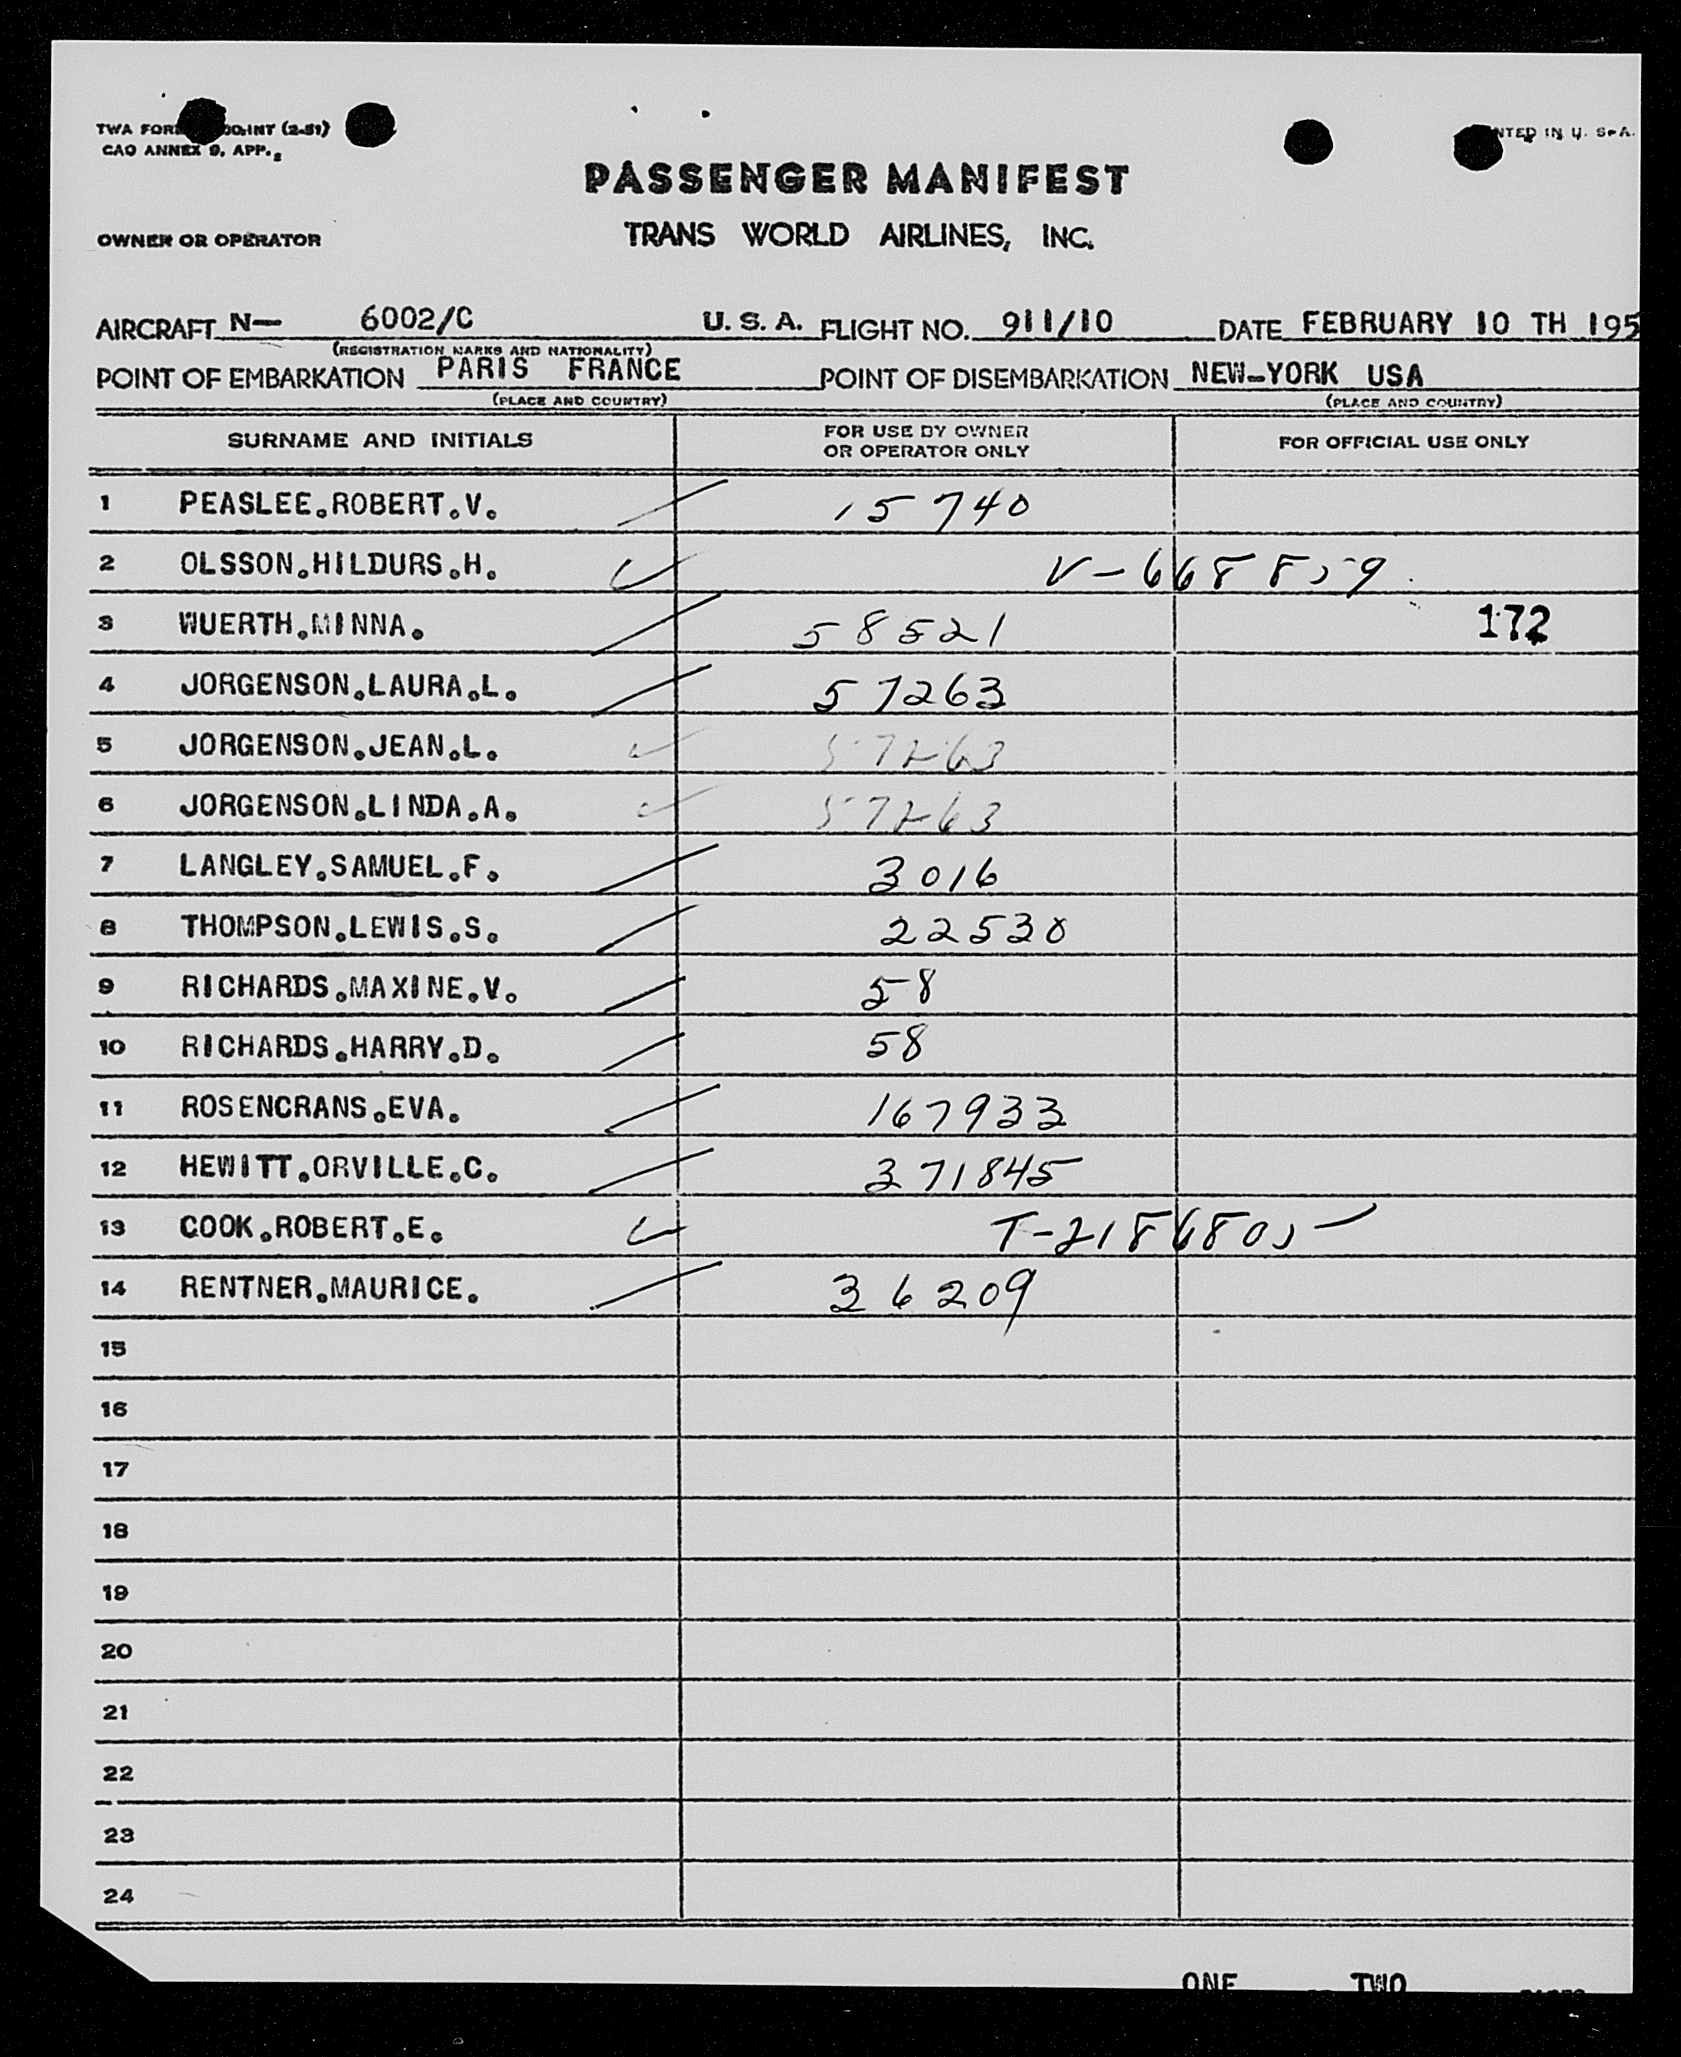 TWA FORM INT (2-51)
CAO ANNEX 9, APP.
NTED IN U. S. A.
PASSENGER MANIFEST
OWNER OR OPERATOR TRANS WORLD AIRLINES, INC.
AIRCRAFT N— 6002/C U. S. A. FLIGHT NO. 911/10 DATE FEBRUARY 10 TH 195
(REGISTRATION MARKS AND NATIONALITY)
POINT OF EMBARKATION PARIS FRANCE POINT OF DISEMBARKATION NEW-YORK USA
(PLACE AND COUNTRY) (PLACE AND COUNTRY)
SURNAME AND INITIALS FOR USE BY OWNER OR OPERATOR ONLY FOR OFFICIAL USE ONLY
1 PEASLEE.ROBERT.V. 15740
2 OLSSON.HILDURS.H. V-668859
3 WUERTH.MINNA. 58521 172
4 JORGENSON.LAURA.L. 57263
5 JORGENSON.JEAN.L. 57263
6 JORGENSON.LINDA.A. 57263
7 LANGLEY.SAMUEL.F. 3016
8 THOMPSON.LEWIS.S. 22530
9 RICHARDS.MAXINE.V. 58
10 RICHARDS.HARRY.D. 58
11 ROSENCRANS.EVA. 167933
12 HEWITT.ORVILLE.C. 371845
13 COOK.ROBERT.E. T-2186805
14 RENTNER.MAURICE. 36209
15
16
17
18
19
20
21
22
23
24
ONE TWO